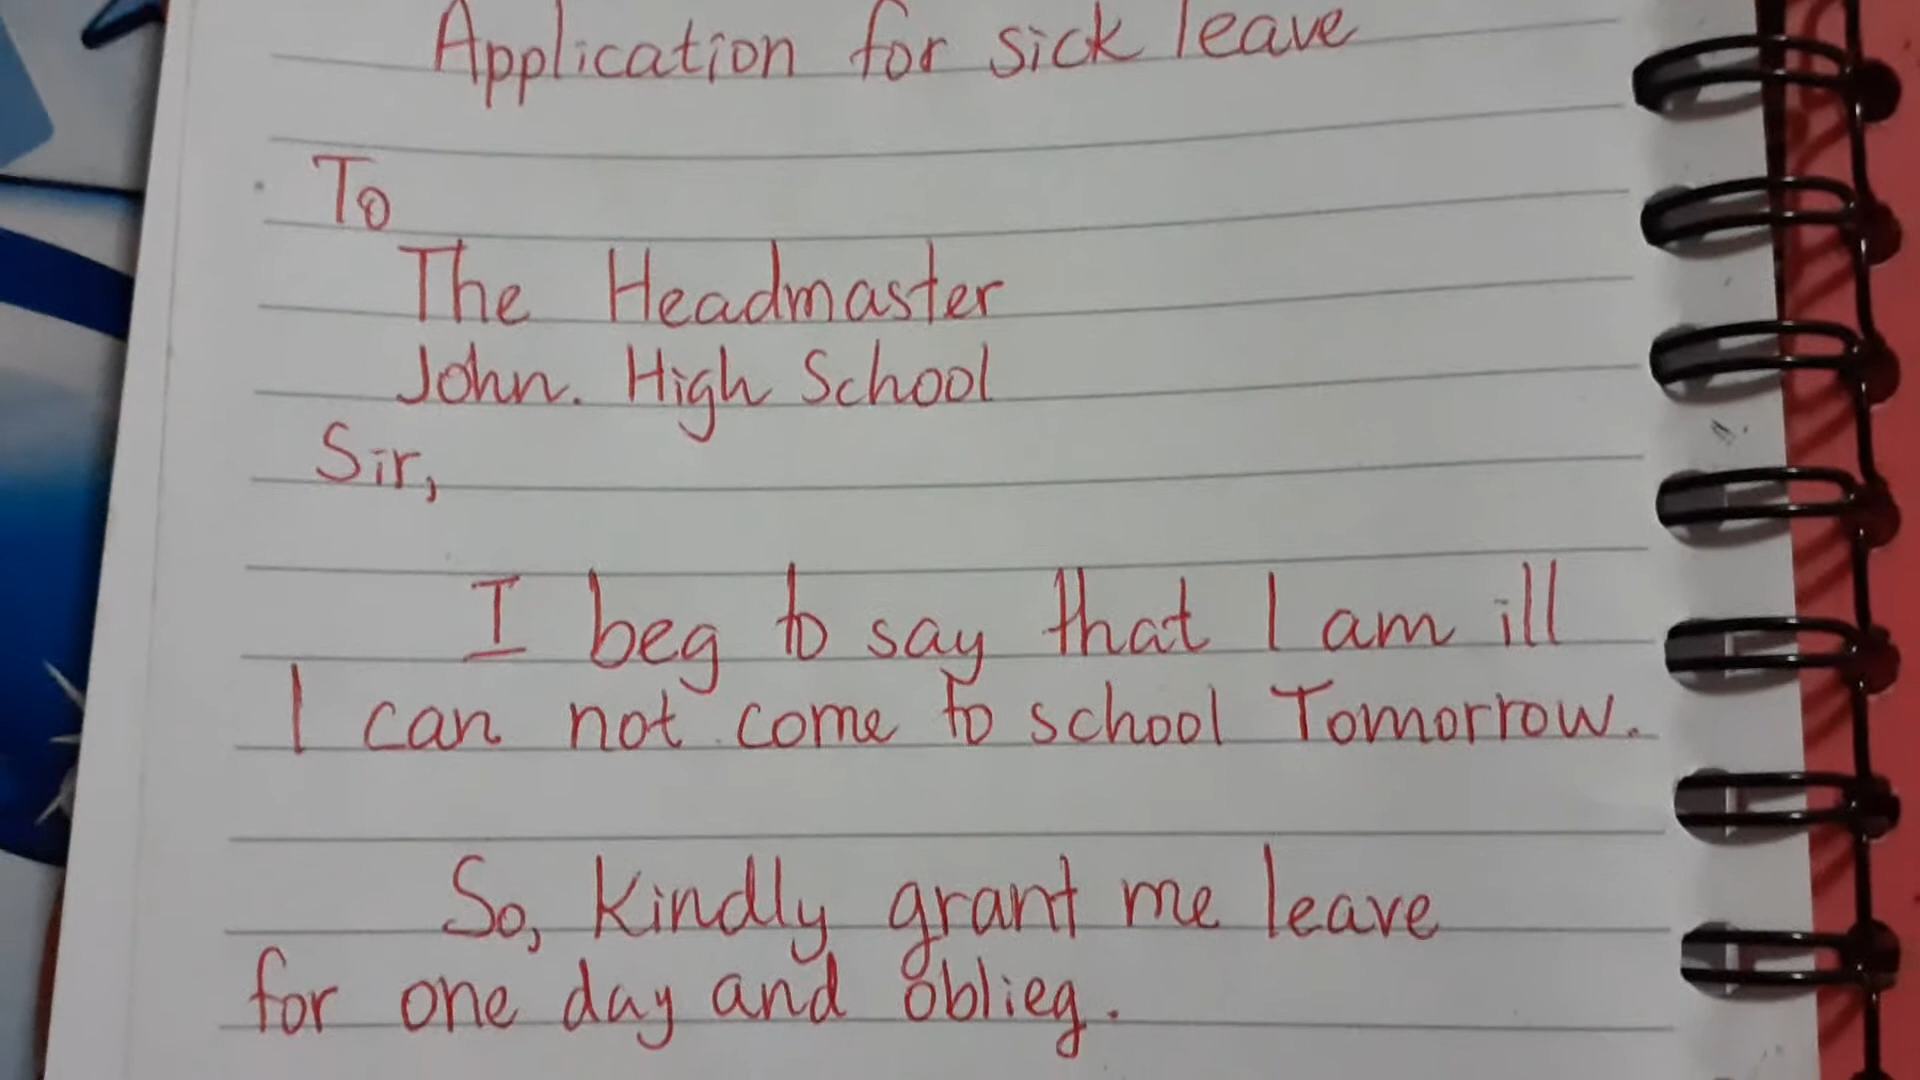 Application for sick leave
To
The Headmaster
John. High School
Sir,
I beg to say that I am ill
I can not come to school Tomorrow.
So, kindly grant me leave
for one day and oblieg.